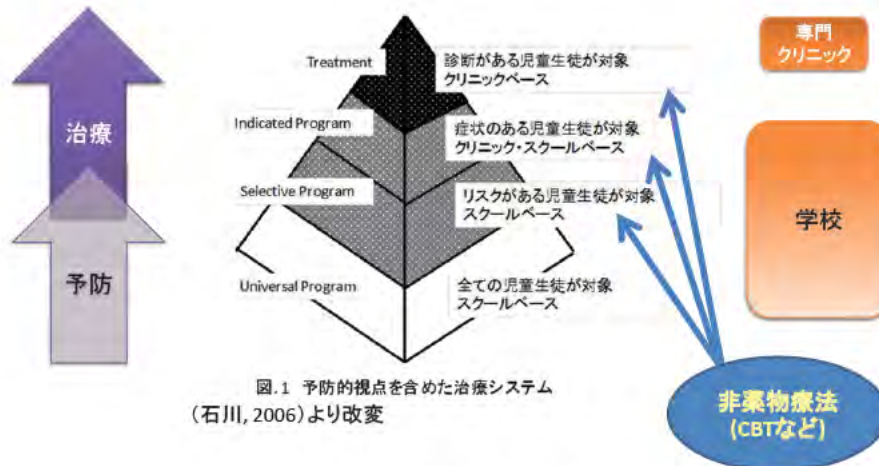 専門
クリニック
Treatment
診断がある児童生徒が対象
クリニックベース
治療
Indicated Program
症状のある児童生徒が対象
クリニック・スクールベース
Selective Program
リスクがある児童生徒が対象
スクールベース
学校
予防
Universal Program
全ての児童生徒が対象
スクールベース
図.1 予防的視点を含めた治療システム
(石川, 2006)より改変
非薬物療法
(CBTなど)